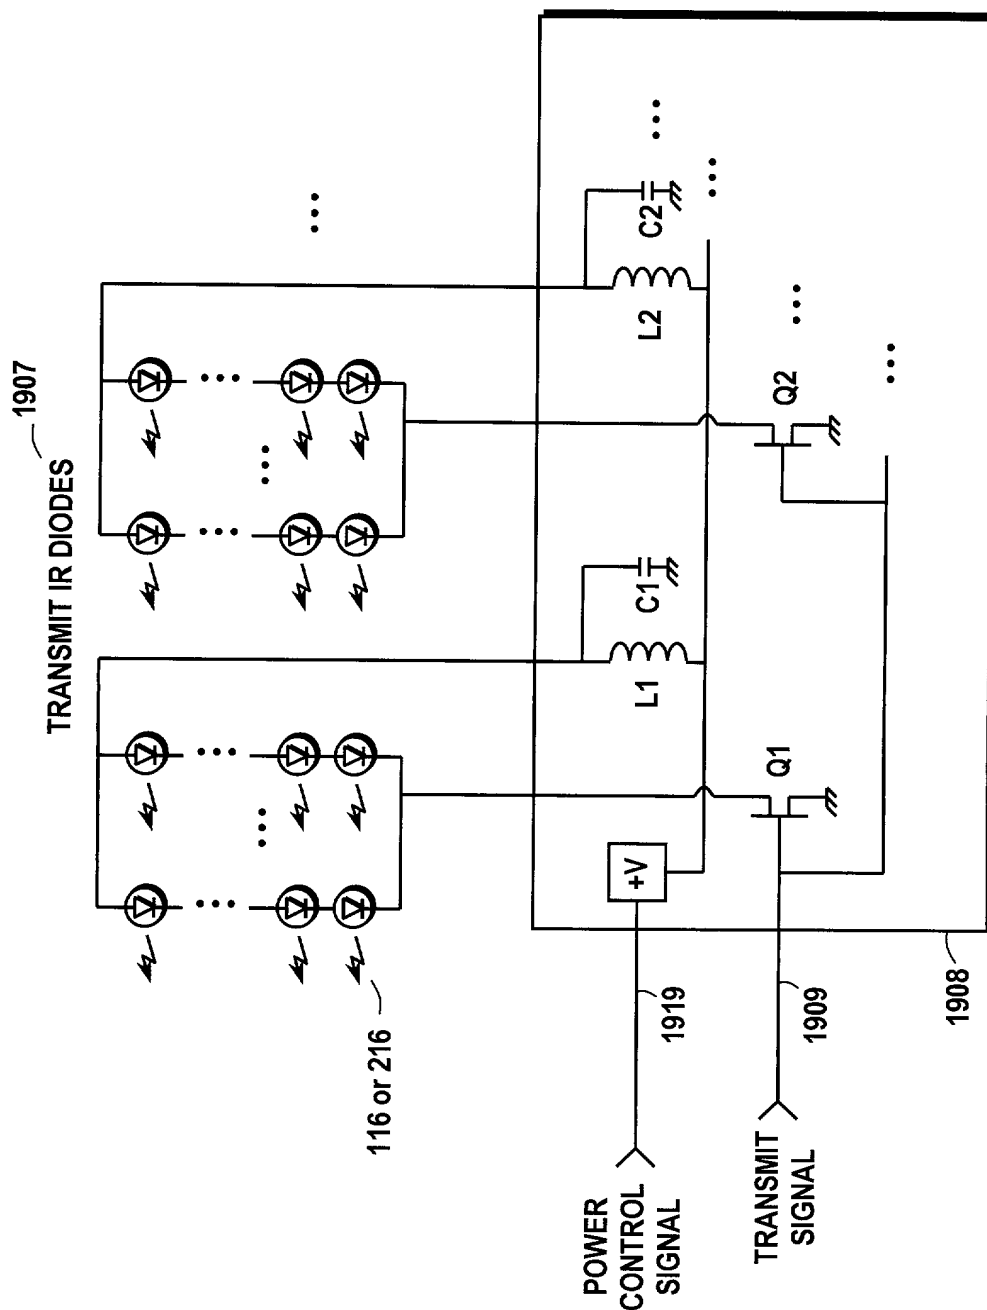 TRANSMIT IR DIODES
1907
116 or 216
L1
C1
L2
C2
+V
Q1
Q2
POWER
CONTROL
SIGNAL
1919
TRANSMIT
SIGNAL
1909
1908